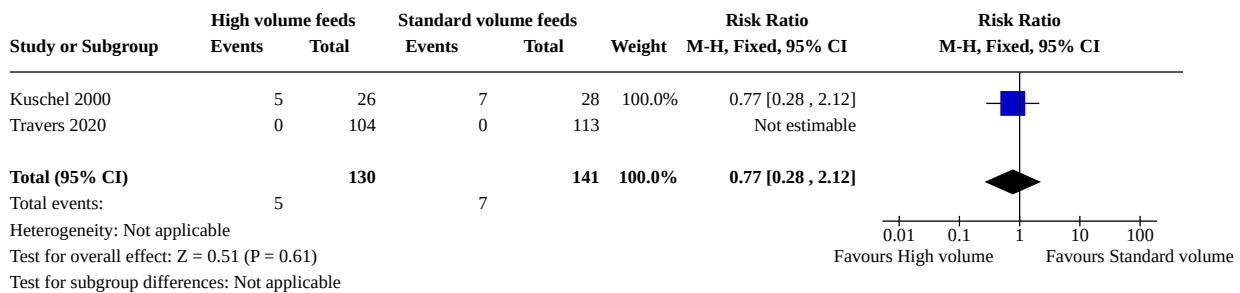 High volume feeds Standard volume feeds Risk Ratio Risk Ratio
Study or Subgroup Events Total Events Total Weight M-H, Fixed, 95% CI M-H, Fixed, 95% CI
Kuschel 2000 5 26 7 28 100.0% 0.77 [0.28 , 2.12]
Travers 2020 0 104 0 113 Not estimable
Total (95% CI) 130 141 100.0% 0.77 [0.28 , 2.12]
Total events: 5 7
Heterogeneity: Not applicable
0.01 0.1 1 10 100
Test for overall effect: Z = 0.51 (P = 0.61) Favours High volume Favours Standard volume
Test for subgroup differences: Not applicable